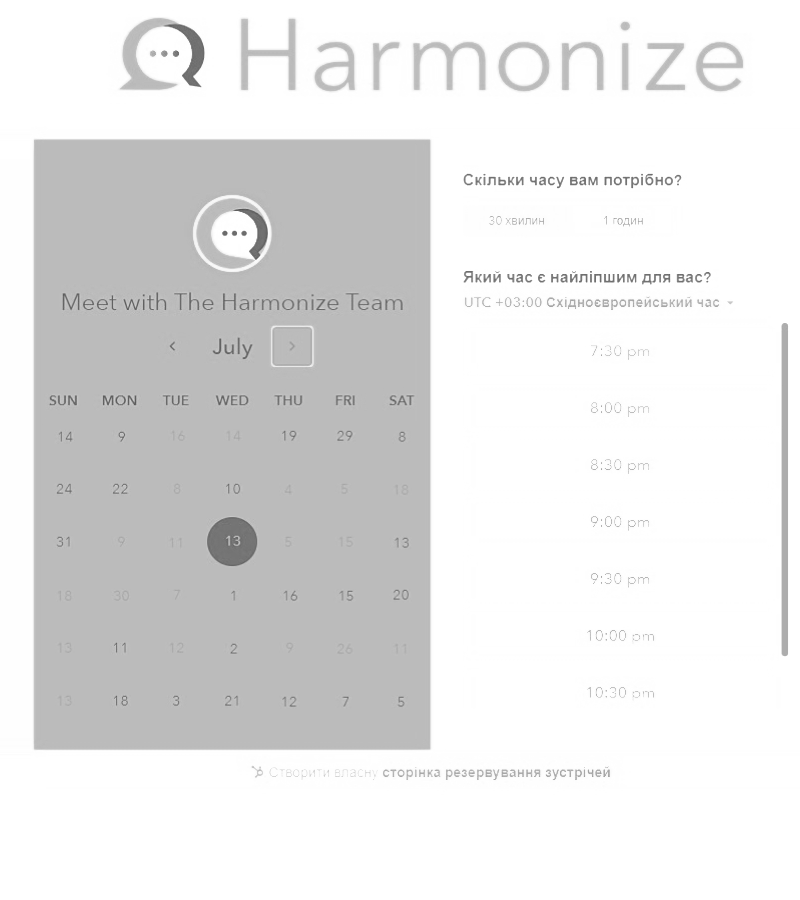 Harmonize
Meet with The Harmonize Team
July
SUN MON TUE WED THU FRI SAT
14 9 16 14 19 29 8
24 22 8 10 4 5 18
31 9 11 13 5 15 13
18 30 7 1 16 15 20
13 11 12 2 9 26 11
13 18 3 21 12 7 5
Скільки часу вам потрібно?
30 хвилин 1 годин
Який час є найліпшим для вас?
UTC +03:00 Східноєвропейський час
7:30 pm
8:00 pm
8:30 pm
9:00 pm
9:30 pm
10:00 pm
10:30 pm
Створити власну сторінка резервування зустрічей